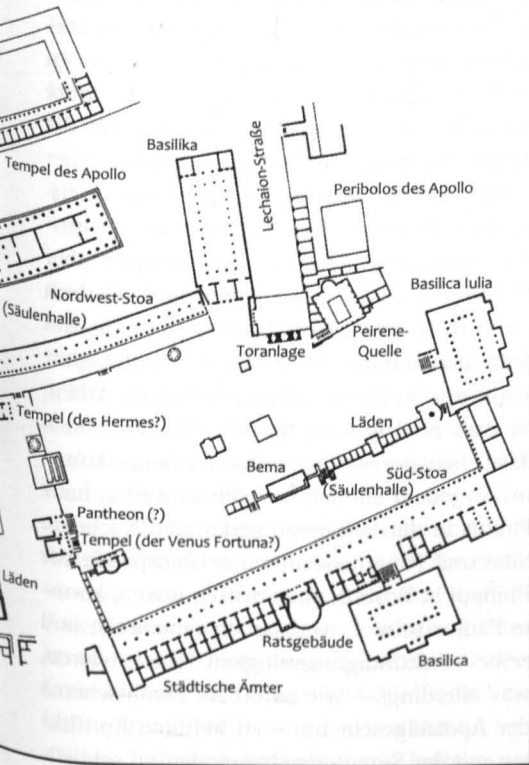 Tempel des Apollo
Basilika
Lechaion-Straße
Peribolos des Apollo
Nordwest-Stoa
(Säulenhalle)
Basilica Iulia
Toranlage
Peirene-
Quelle
Tempel (des Hermes?)
Läden
Bema
Süd-S
(Säulenhalle)
Pantheon (?)
Tempel (der Venus Fortuna?)
Läden
Ratsgebäude
Basilica
Städtische Ämter